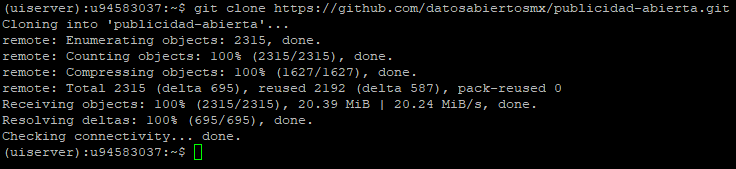 (uiserver):u94583037:~$ git clone https://github.com/datosabiertosmx/publicidad-abierta.git
Cloning into 'publicidad-abierta'...
remote: Enumerating objects: 2315, done.
remote: Counting objects: 100% (2315/2315), done.
remote: Compressing objects: 100% (1627/1627), done.
remote: Total 2315 (delta 695), reused 2192 (delta 587), pack-reused 0
Receiving objects: 100% (2315/2315), 20.39 MiB | 20.24 MiB/s, done.
Resolving deltas: 100% (695/695), done.
Checking connectivity... done.
(uiserver):u94583037:~$